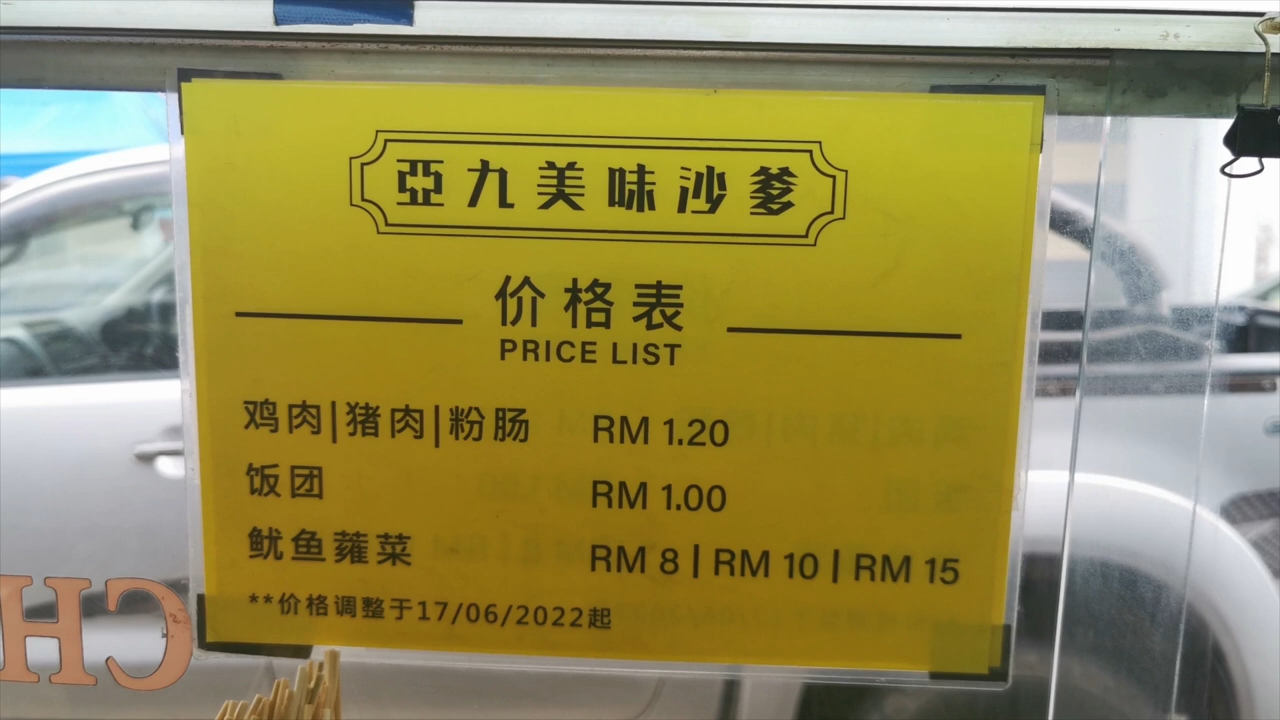 亞九美味沙爹
价格表
PRICE LIST
鸡肉|猪肉|粉肠 RM 1.20
饭团 RM 1.00
鱿鱼蕹菜 RM 8 | RM 10 | RM 15
**价格调整于17/06/2022起
CH